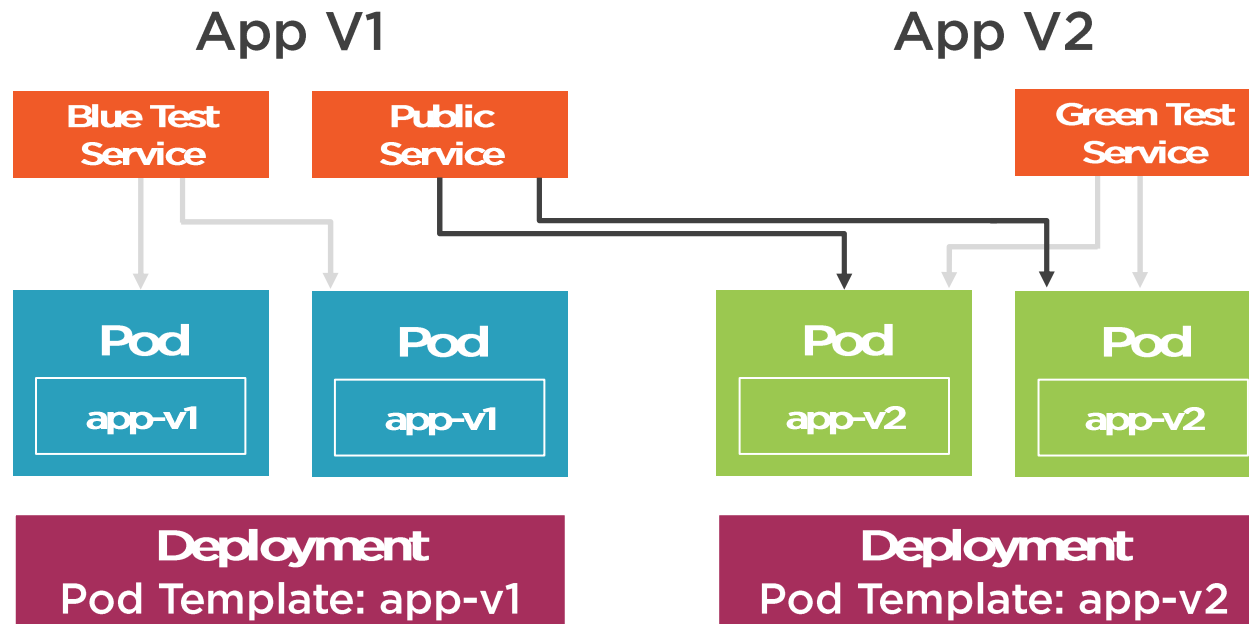 App V1
App V2
Blue Test
Service
Public
Service
Green Test
Service
Pod
app-v1
Pod
app-v1
Pod
app-v2
Pod
app-v2
Deployment
Pod Template: app-v1
Deployment
Pod Template: app-v2